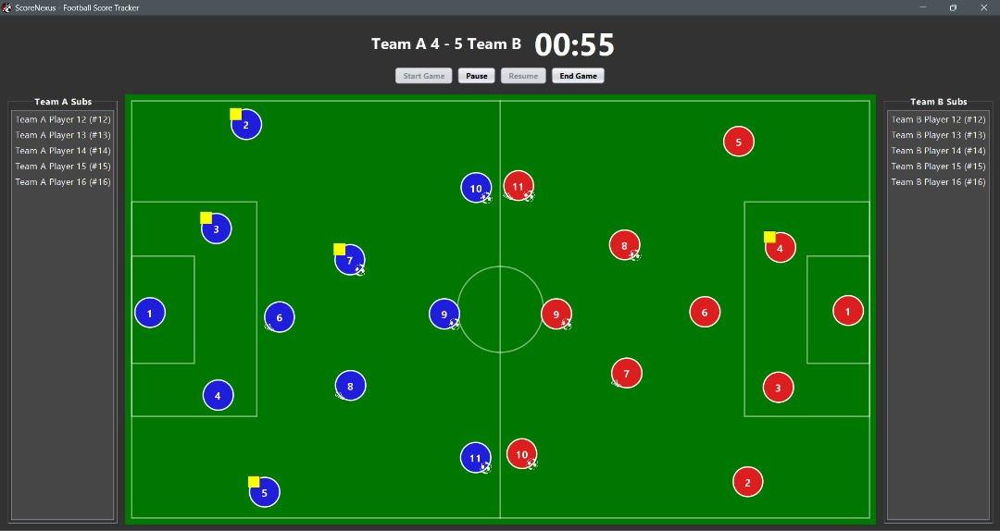 ScoreNexus - Football Score Tracker
Team A 4 - 5 Team B 00:55
Start Game Pause Resume End Game
Team A Subs
Team A Player 12 (#12)
Team A Player 13 (#13)
Team A Player 14 (#14)
Team A Player 15 (#15)
Team A Player 16 (#16)
2
5
10
11
3
8
4
7
1
6
9
9
6
1
8
7
4
3
11
10
5
2
Team B Subs
Team B Player 12 (#12)
Team B Player 13 (#13)
Team B Player 14 (#14)
Team B Player 15 (#15)
Team B Player 16 (#16)